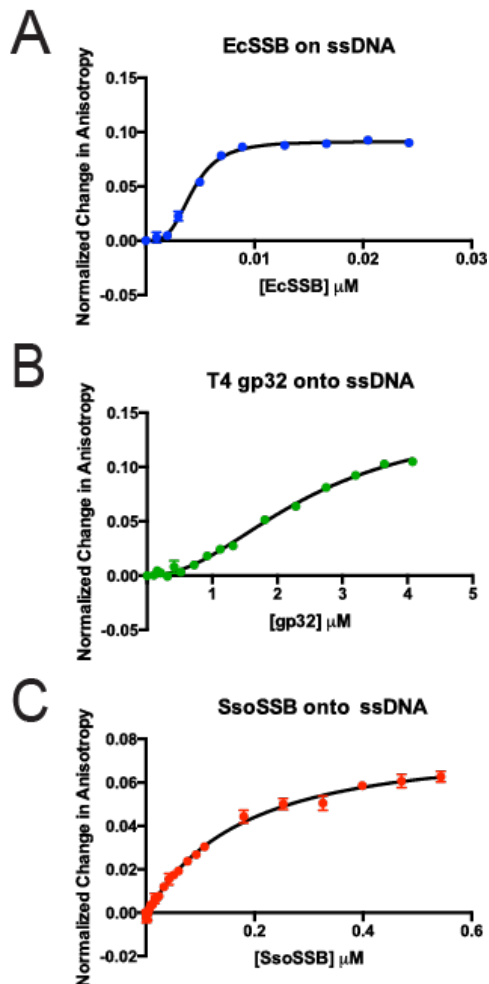 A
EcSSB on ssDNA
Normalized Change in Anisotropy
0.15
0.10
0.05
0.00
-0.05
0.01
0.02
0.03
[EcSSB] μM
B
T4 gp32 onto ssDNA
Normalized Change in Anisotropy
0.15
0.10
0.05
0.00
-0.05
1
2
3
4
5
[gp32] μM
C
SsoSSB onto ssDNA
Normalized Change in Anisotropy
0.08
0.06
0.04
0.02
0.00
-0.02
0.2
0.4
0.6
[SsoSSB] μM